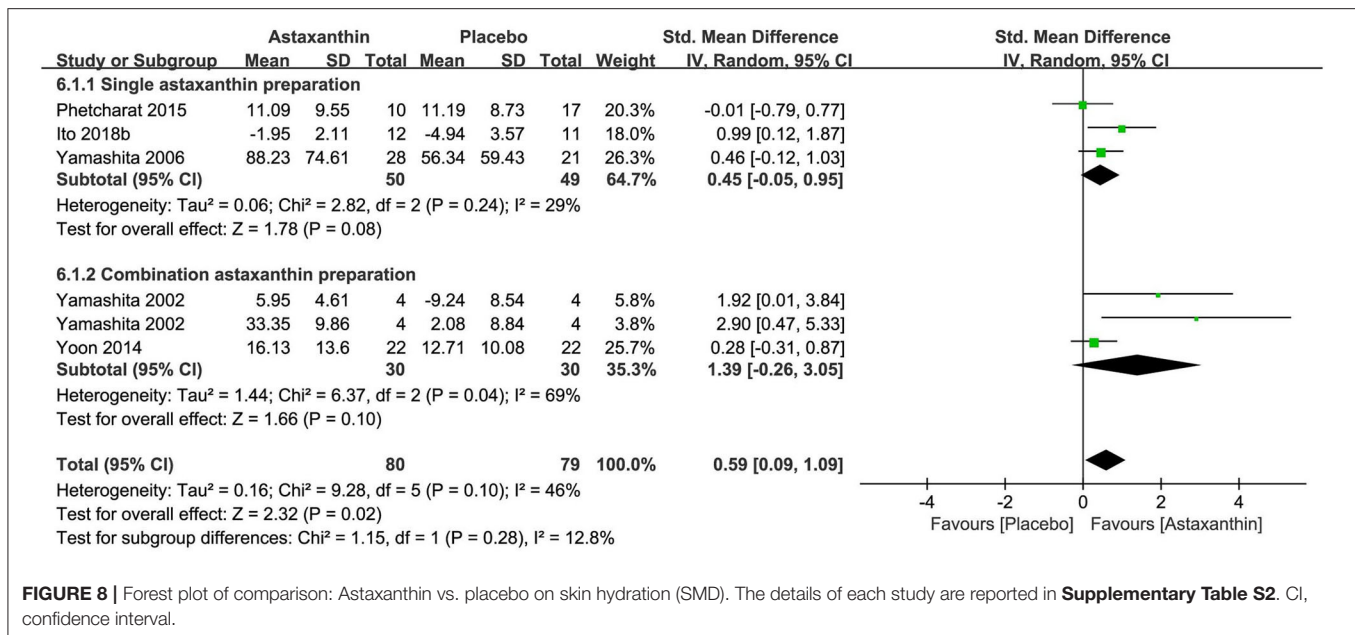 Astaxanthin Placebo Std. Mean Difference Std. Mean Difference
Study or Subgroup Mean SD Total Mean SD Total Weight IV, Random, 95% CI IV, Random, 95% CI
6.1.1 Single astaxanthin preparation
Phetcharat 2015 11.09 9.55 10 11.19 8.73 17 20.3% -0.01 [-0.79, 0.77]
Ito 2018b -1.95 2.11 12 -4.94 3.57 11 18.0% 0.99 [0.12, 1.87]
Yamashita 2006 88.23 74.61 28 56.34 59.43 21 26.3% 0.46 [-0.12, 1.03]
Subtotal (95% CI) 50 49 64.7% 0.45 [-0.05, 0.95]
Heterogeneity: Tau² = 0.06; Chi² = 2.82, df = 2 (P = 0.24); I² = 29%
Test for overall effect: Z = 1.78 (P = 0.08)
6.1.2 Combination astaxanthin preparation
Yamashita 2002 5.95 4.61 4 -9.24 8.54 4 5.8% 1.92 [0.01, 3.84]
Yamashita 2002 33.35 9.86 4 2.08 8.84 4 3.8% 2.90 [0.47, 5.33]
Yoon 2014 16.13 13.6 22 12.71 10.08 22 25.7% 0.28 [-0.31, 0.87]
Subtotal (95% CI) 30 30 35.3% 1.39 [-0.26, 3.05]
Heterogeneity: Tau² = 1.44; Chi² = 6.37, df = 2 (P = 0.04); I² = 69%
Test for overall effect: Z = 1.66 (P = 0.10)
Total (95% CI) 80 79 100.0% 0.59 [0.09, 1.09]
Heterogeneity: Tau² = 0.16; Chi² = 9.28, df = 5 (P = 0.10); I² = 46%
Test for overall effect: Z = 2.32 (P = 0.02)
Test for subgroup differences: Chi² = 1.15, df = 1 (P = 0.28), I² = 12.8%
-4 -2 0 2 4
Favours [Placebo] Favours [Astaxanthin]
FIGURE 8 | Forest plot of comparison: Astaxanthin vs. placebo on skin hydration (SMD). The details of each study are reported in Supplementary Table S2. CI,
confidence interval.